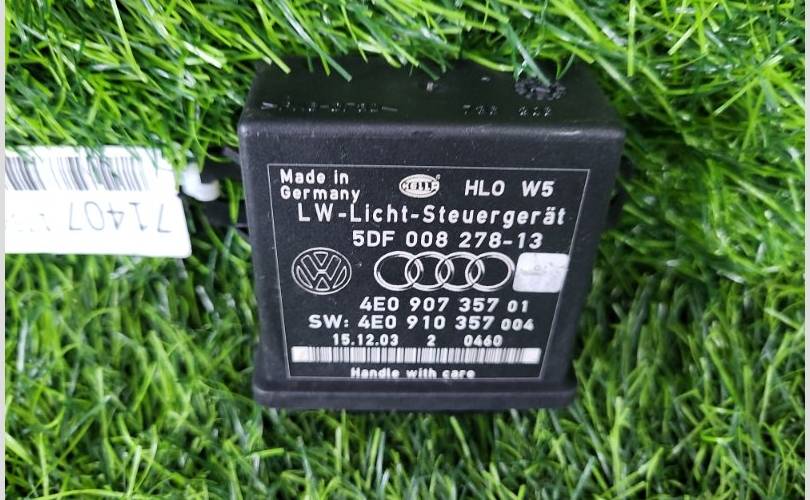 Made in
Germany
HELLA
HLO W5
LW-Licht-Steuergerät
5DF 008 278-13
4E0 907 357 01
SW: 4E0 910 357 004
15.12.03 2 0460
Handle with care
71407